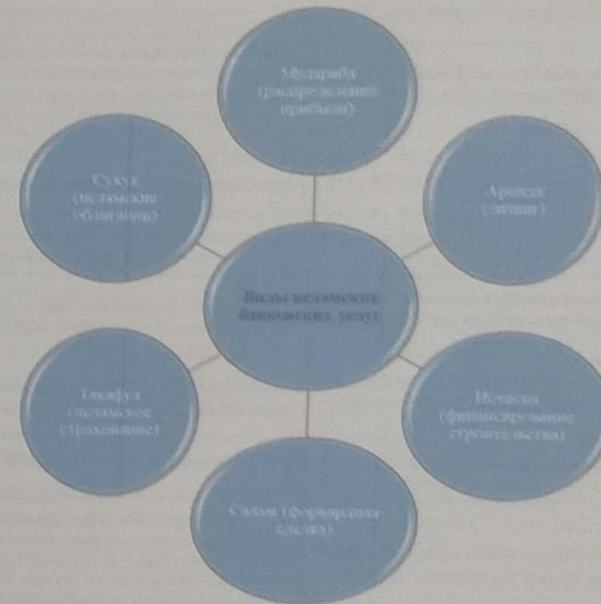 Мудараба
(распределение
прибыли)
Аренда
(лизинг)
Истисна
(финансирование
строительства)
Салам (форвардная
сделка)
Такафул
(исламское
страхование)
Сукук
(исламские
облигации)
Виды исламских
банковских услуг